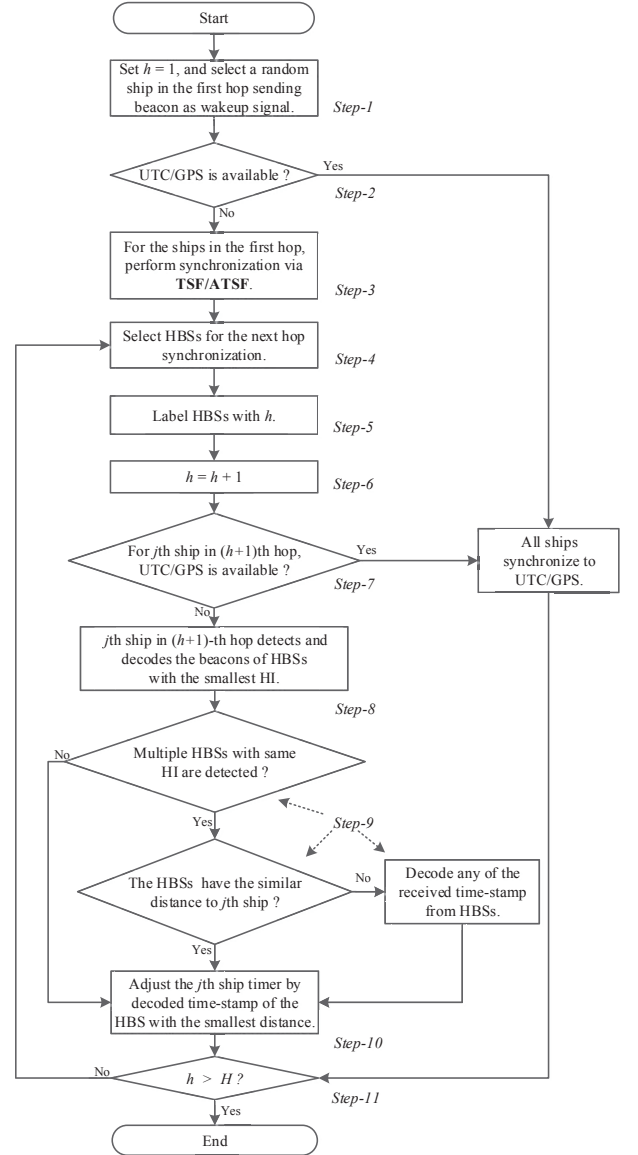 Start
Set h = 1, and select a random
ship in the first hop sending
beacon as wakeup signal.
Step-1
UTC/GPS is available ?
Yes
Step-2
No
For the ships in the first hop,
perform synchronization via
TSF/ATSF.
Step-3
Select HBSs for the next hop
synchronization.
Step-4
Label HBSs with h.
Step-5
h = h + 1
Step-6
For jth ship in (h+1)th hop,
UTC/GPS is available ?
Yes
Step-7
All ships
synchronize to
UTC/GPS.
No
jth ship in (h+1)-th hop detects and
decodes the beacons of HBSs
with the smallest HI.
Step-8
No
Multiple HBSs with same
HI are detected ?
Yes
Step-9
The HBSs have the similar
distance to jth ship ?
No
Decode any of the
received time-stamp
from HBSs.
Yes
Adjust the jth ship timer by
decoded time-stamp of the
HBS with the smallest distance.
Step-10
No
h > H ?
Step-11
Yes
End